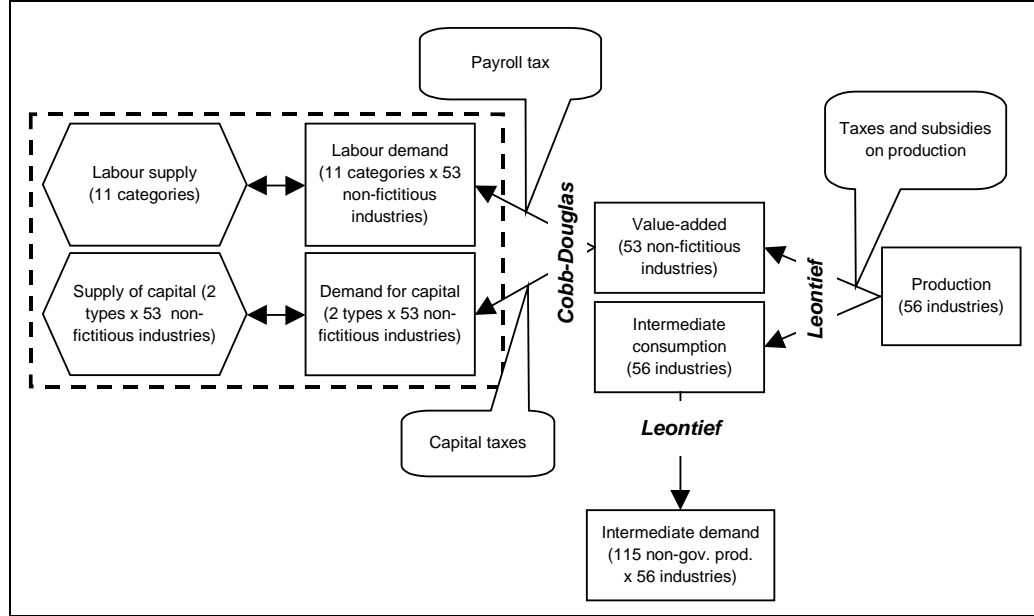 Payroll tax
Taxes and subsidies
on production
Labour supply
(11 categories)
Labour demand
(11 categories x 53
non-fictitious
industries)
Cobb-Douglas
Value-added
(53 non-fictitious
industries)
Leontief
Production
(56 industries)
Supply of capital (2
types x 53 non-
fictitious industries)
Demand for capital
(2 types x 53 non-
fictitious industries)
Intermediate
consumption
(56 industries)
Capital taxes
Leontief
Intermediate demand
(115 non-gov. prod.
x 56 industries)